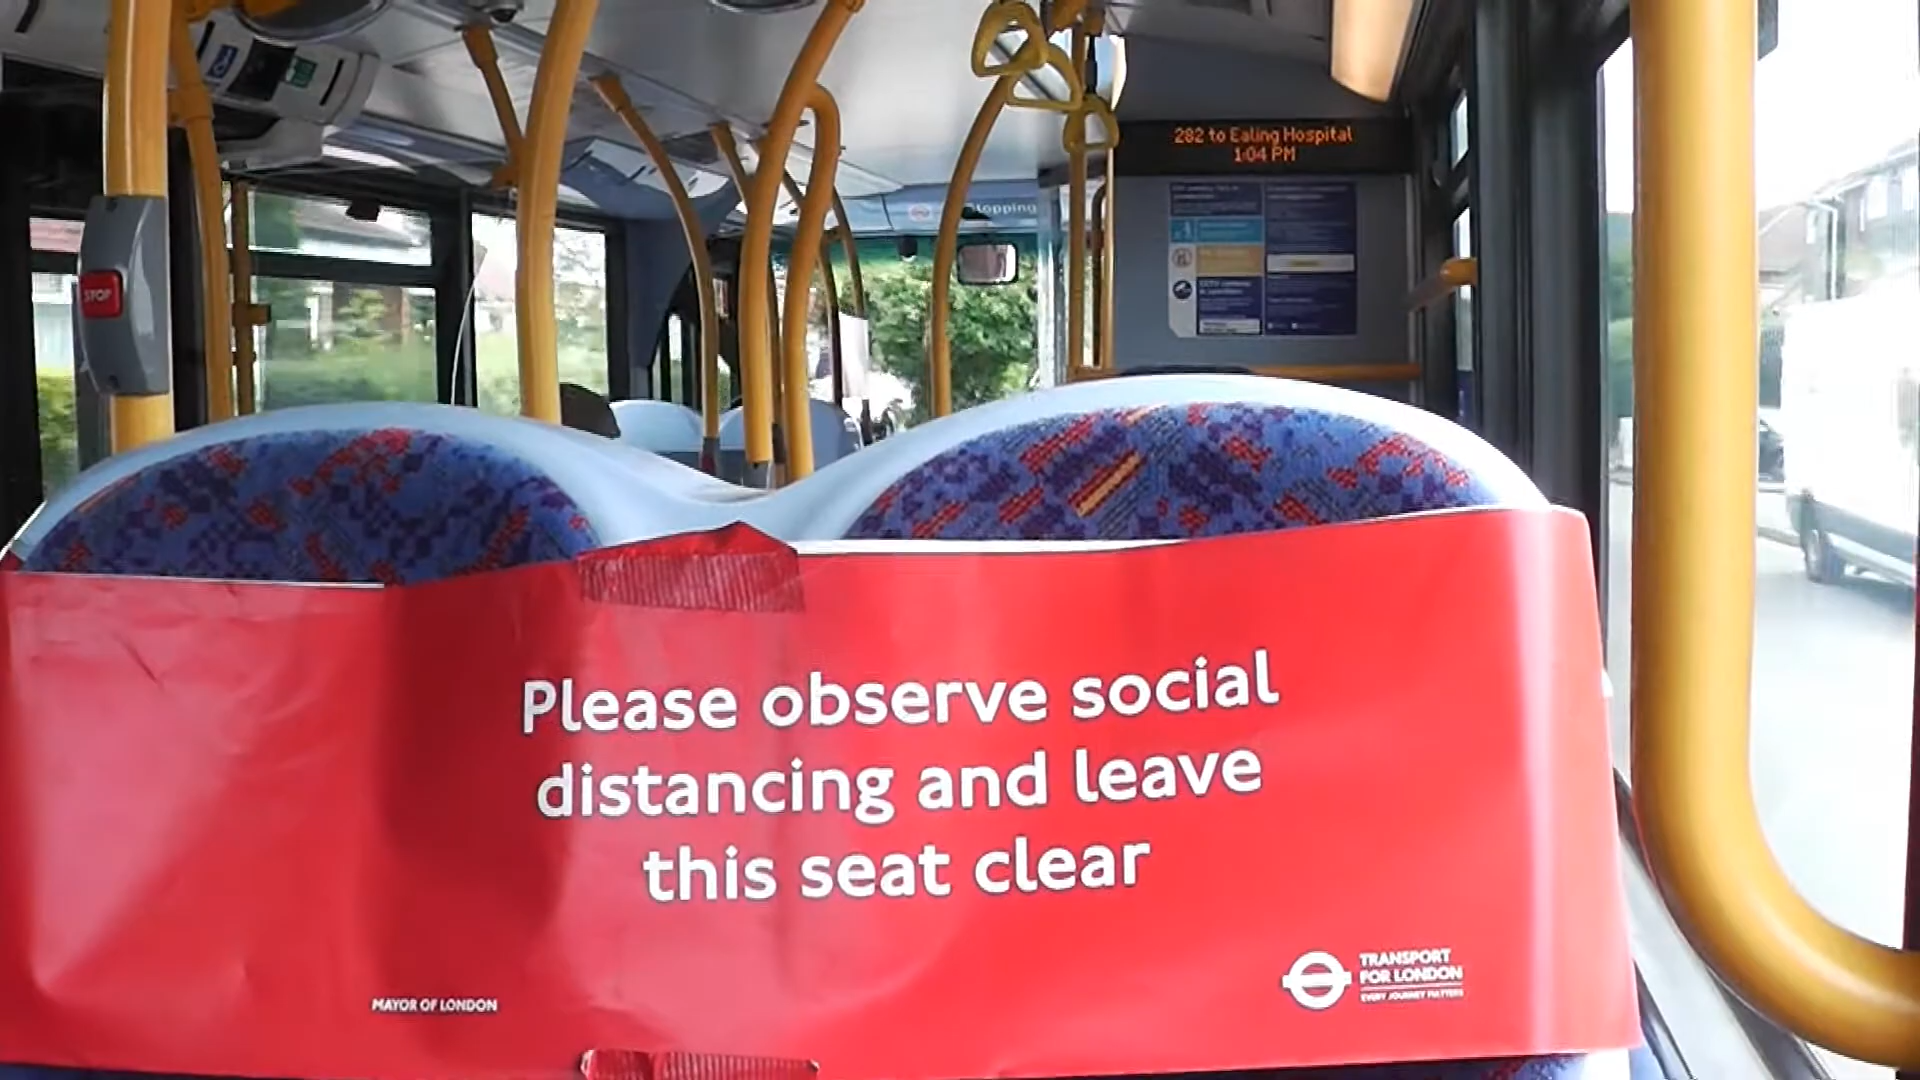 282 to Ealing Hospital
1:04 PM
Stopping
STOP
Please observe social
distancing and leave
this seat clear
MAYOR OF LONDON
TRANSPORT
FOR LONDON
EVERY JOURNEY MATTERS